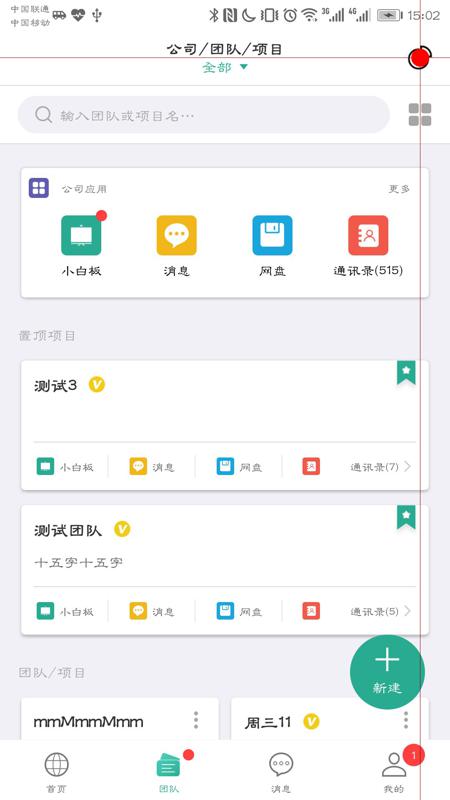 中国联通
中国移动
3G 4G 15:02
公司/团队/项目
全部
输入团队或项目名…
公司应用 更多
小白板 消息 网盘 通讯录(515)
置顶项目
测试3
小白板 消息 网盘 通讯录(7)
测试团队
十五字十五字
小白板 消息 网盘 通讯录(5)
团队/项目
新建
mmMmmMmm 周三11
1
首页 团队 消息 我的